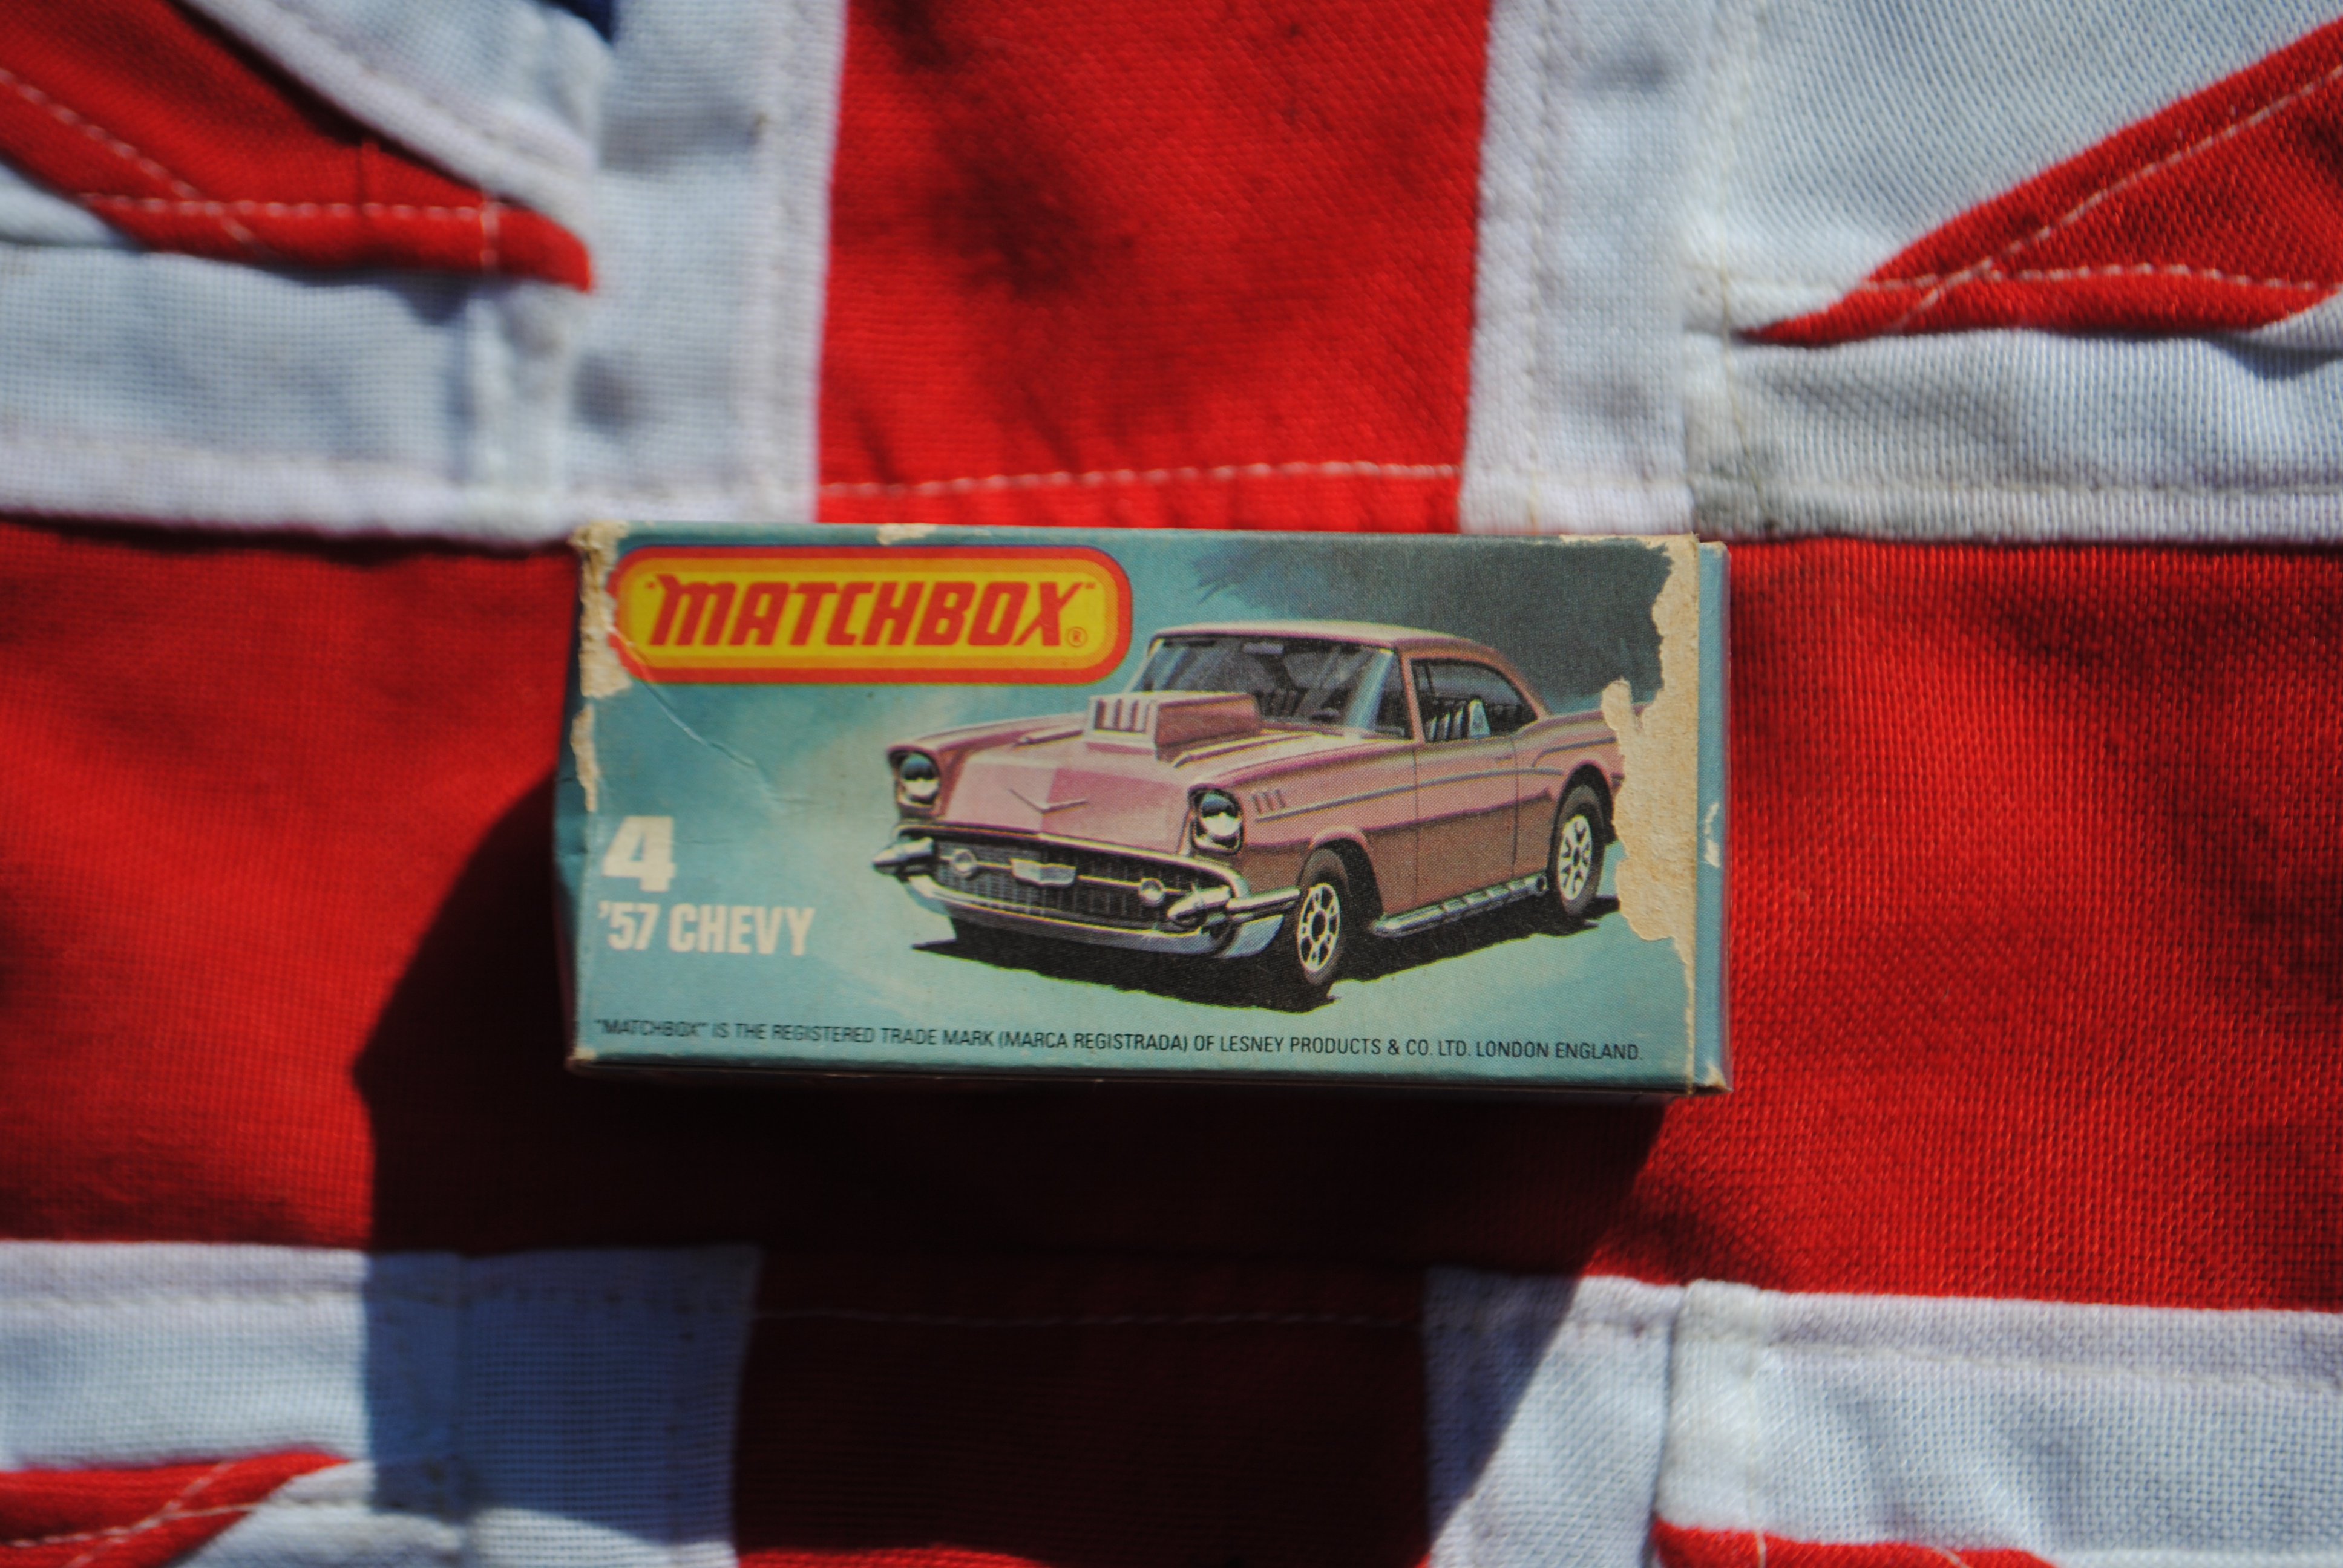 "MATCHBOX"®
4
'57 CHEVY
"MATCHBOX" IS THE REGISTERED TRADE MARK (MARCA REGISTRADA) OF LESNEY PRODUCTS & CO. LTD. LONDON ENGLAND.